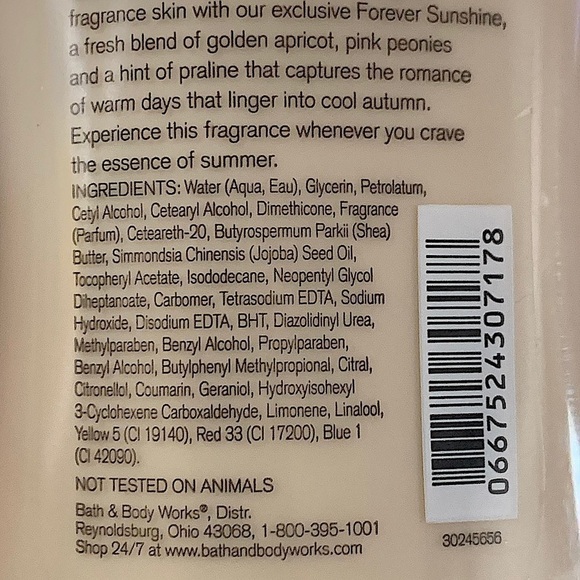 fragrance skin with our exclusive Forever Sunshine,
a fresh blend of golden apricot, pink peonies
and a hint of praline that captures the romance
of warm days that linger into cool autumn.
Experience this fragrance whenever you crave
the essence of summer.
INGREDIENTS: Water (Aqua, Eau), Glycerin, Petrolatum,
Cetyl Alcohol, Cetearyl Alcohol, Dimethicone, Fragrance
(Parfum), Ceteareth-20, Butyrospermum Parkii (Shea)
Butter, Simmondsia Chinensis (Jojoba) Seed Oil,
Tocopheryl Acetate, Isododecane, Neopentyl Glycol
Diheptanoate, Carbomer, Tetrasodium EDTA, Sodium
Hydroxide, Disodium EDTA, BHT, Diazolidinyl Urea,
Methylparaben, Benzyl Alcohol, Propylparaben,
Benzyl Alcohol, Butylphenyl Methylpropional, Citral,
Citronellol, Coumarin, Geraniol, Hydroxyisohexyl
3-Cyclohexene Carboxaldehyde, Limonene, Linalool,
Yellow 5 (CI 19140), Red 33 (CI 17200), Blue 1
(CI 42090).
NOT TESTED ON ANIMALS
Bath & Body Works®, Distr.
Reynoldsburg, Ohio 43068, 1-800-395-1001
Shop 24/7 at www.bathandbodyworks.com
0667524307178
30245656